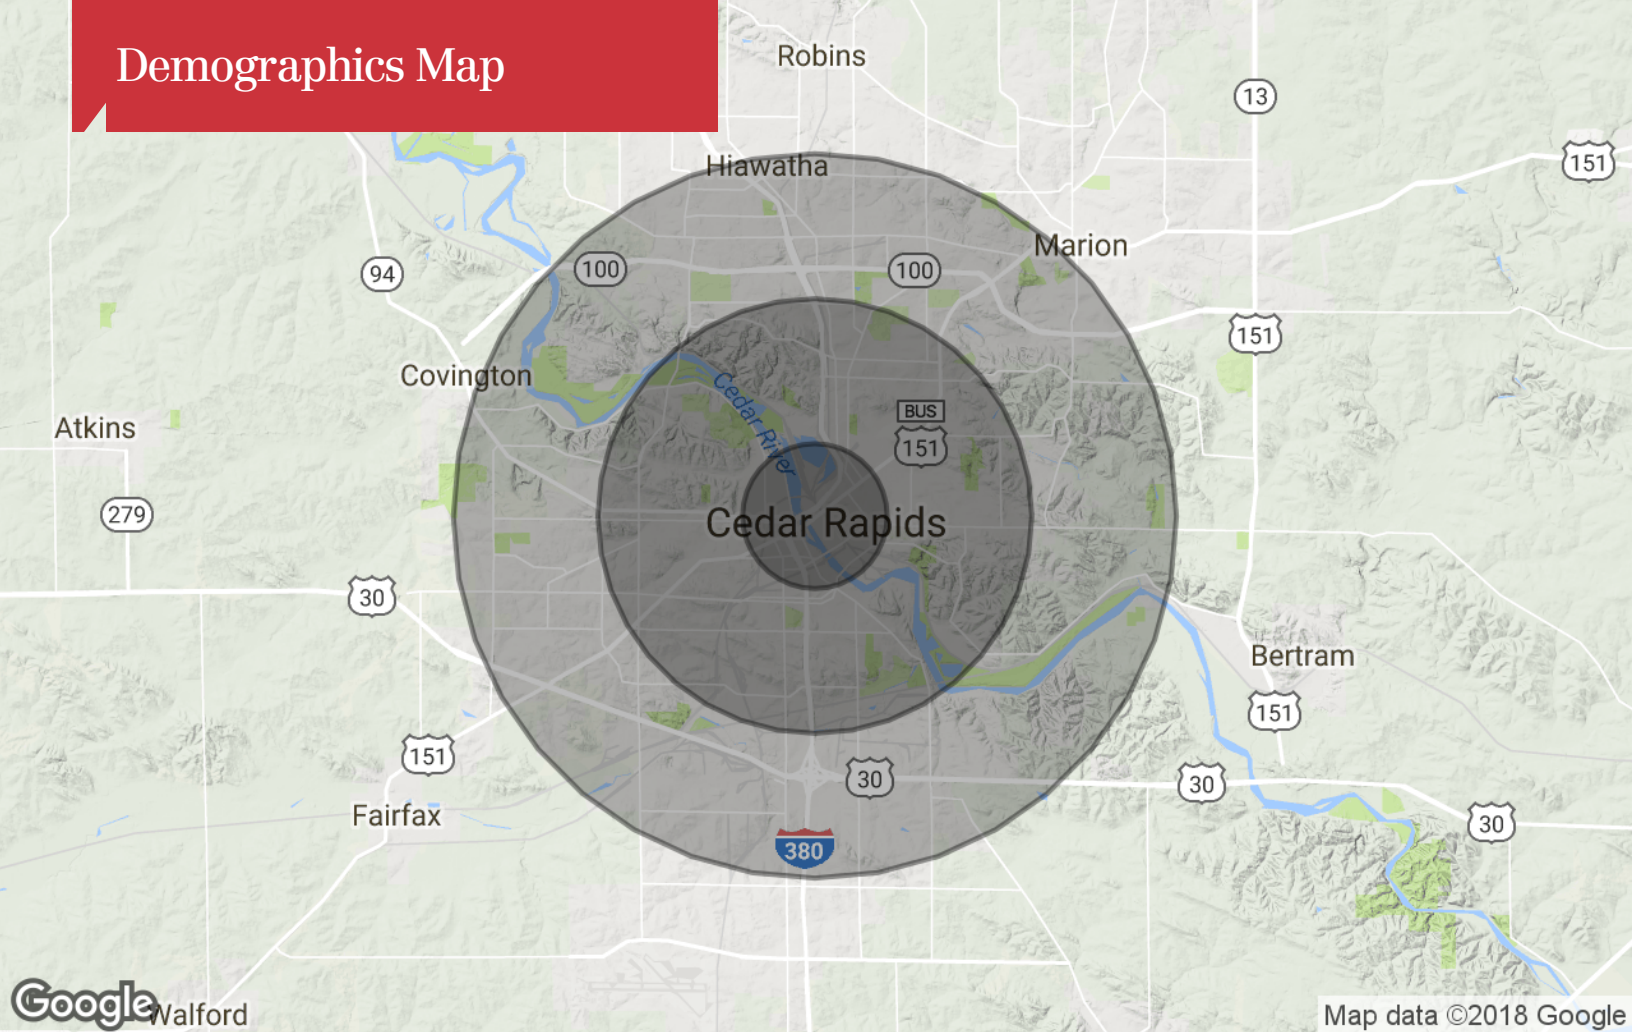 Demographics Map
Robins
13
151
Hiawatha
Marion
94
100
100
151
Covington
Atkins
Cedar River
BUS
151
279
Cedar Rapids
30
Bertram
151
151
30
30
Fairfax
30
380
Google
Walford
Map data ©2018 Google